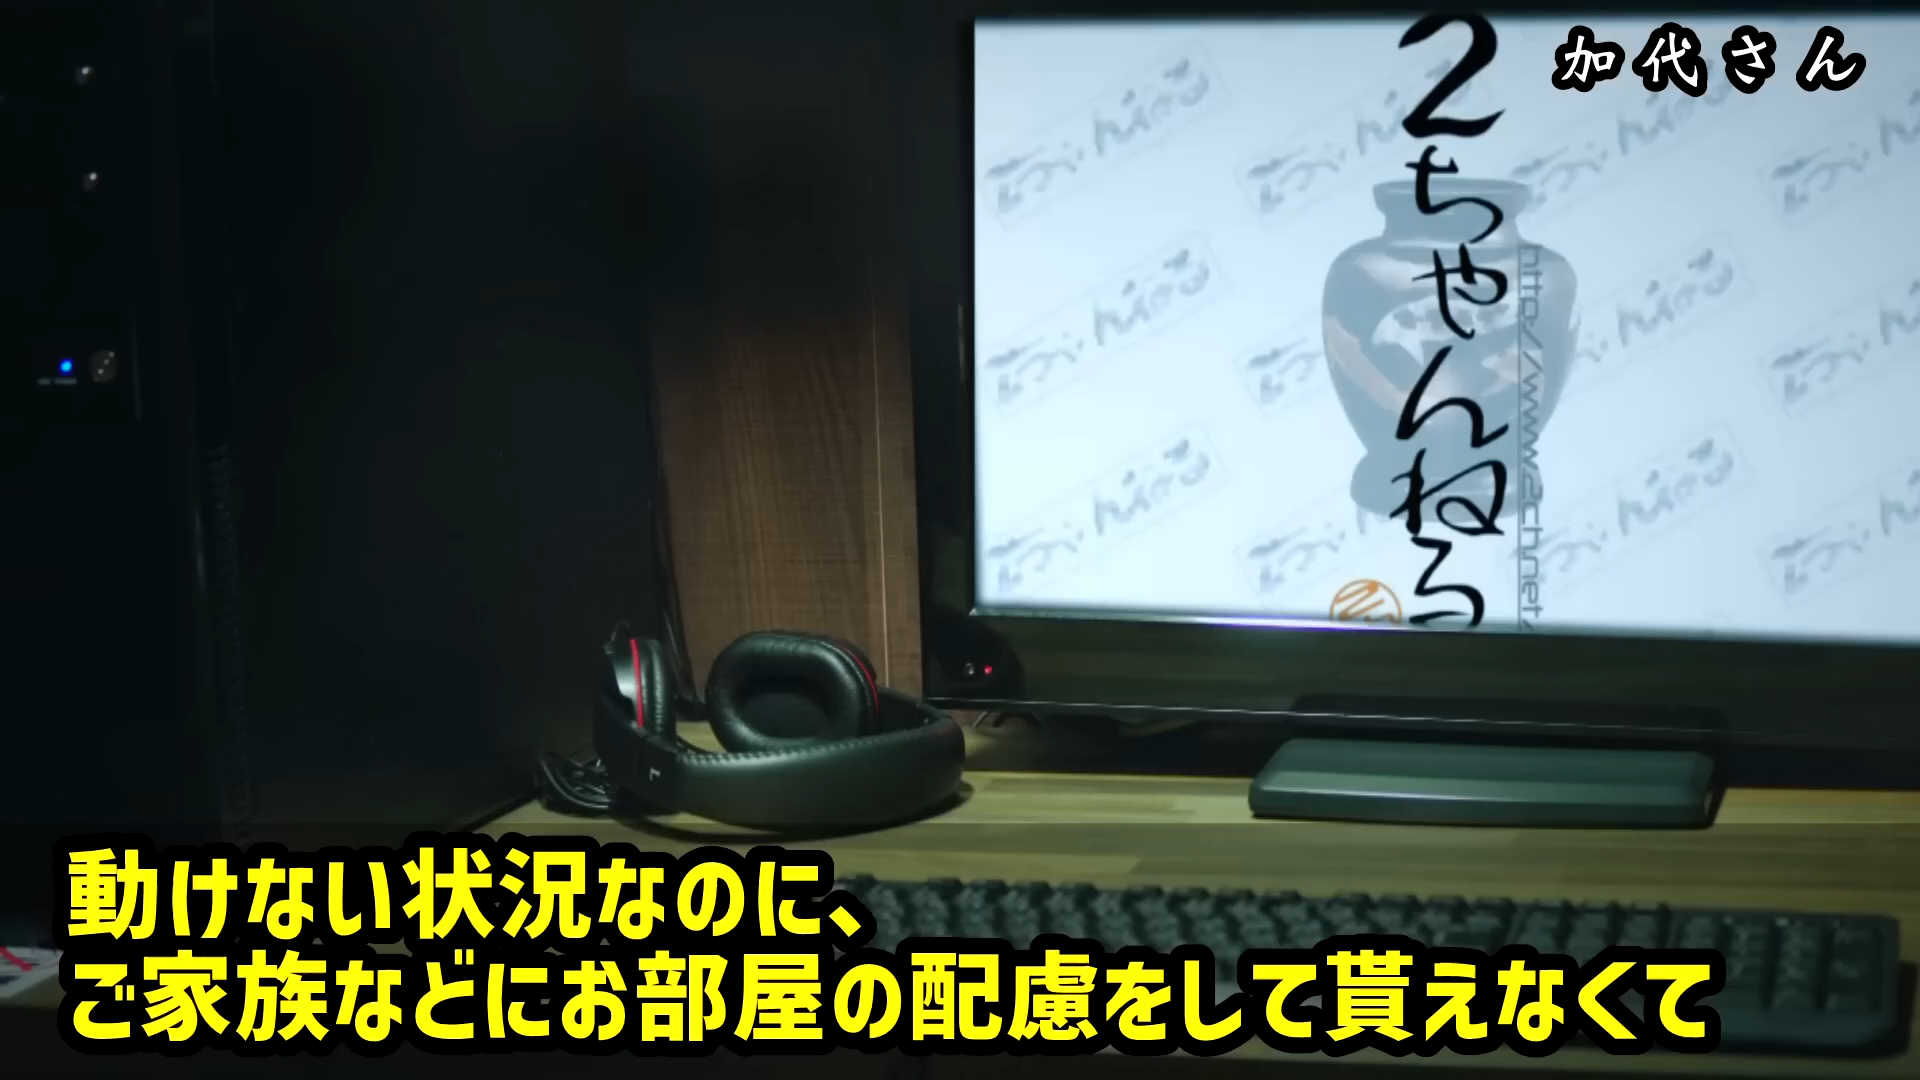 加代さん
2ちゃんねる
http://www.2ch.net/
動けない状況なのに、
ご家族などにお部屋の配慮をして貰えなくて